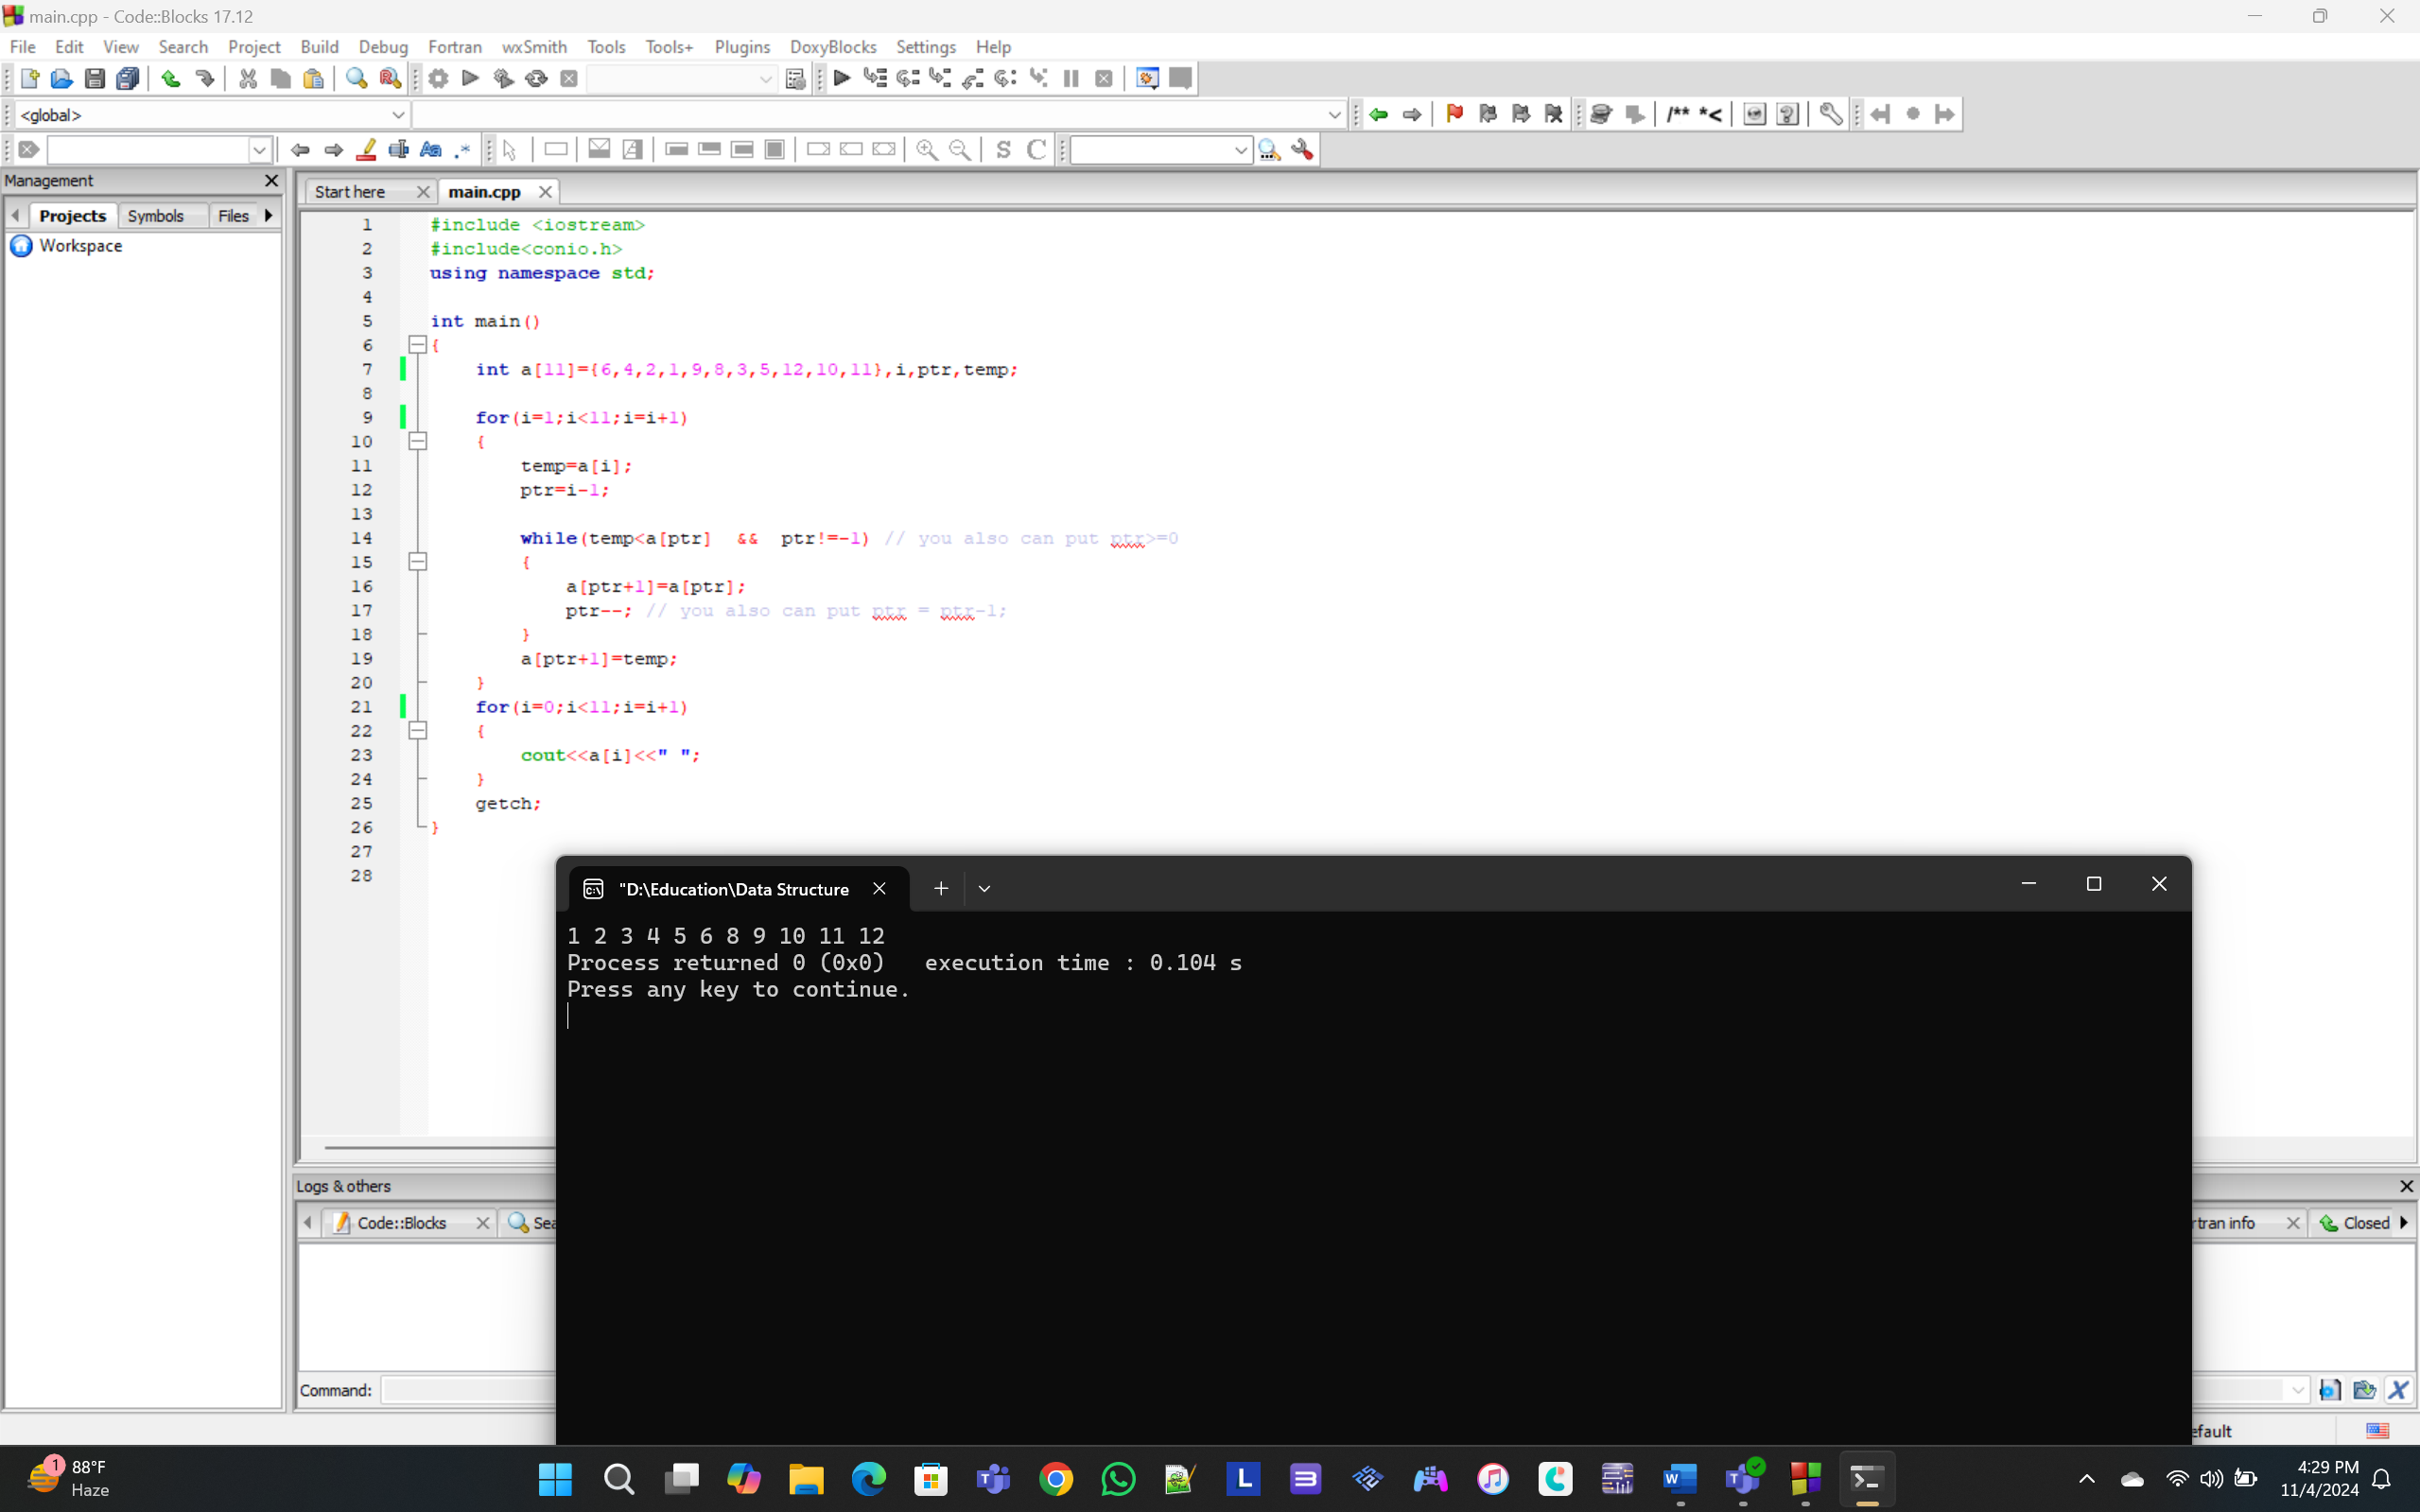 main.cpp - Code::Blocks 17.12
File Edit View Search Project Build Debug Fortran wxSmith Tools Tools+ Plugins DoxyBlocks Settings Help
<global>
/** *<
Aa .*
S C
Management
Projects Symbols Files
Workspace
Start here main.cpp
1 #include <iostream>
2 #include<conio.h>
3 using namespace std;
4
5 int main()
6 {
7 int a[11]={6,4,2,1,9,8,3,5,12,10,11},i,ptr,temp;
8
9 for(i=1;i<11;i=i+1)
10 {
11 temp=a[i];
12 ptr=i-1;
13
14 while(temp<a[ptr] && ptr!=-1) // you also can put ptr>=0
15 {
16 a[ptr+1]=a[ptr];
17 ptr--; // you also can put ptr = ptr-1;
18 }
19 a[ptr+1]=temp;
20 }
21 for(i=0;i<11;i=i+1)
22 {
23 cout<<a[i]<<" ";
24 }
25 getch;
26 }
27
28
"D:\Education\Data Structure
1 2 3 4 5 6 8 9 10 11 12
Process returned 0 (0x0) execution time : 0.104 s
Press any key to continue.
Logs & others
Code::Blocks Sea rtran info Closed
Command:
efault
1 88°F
Haze
4:29 PM
11/4/2024